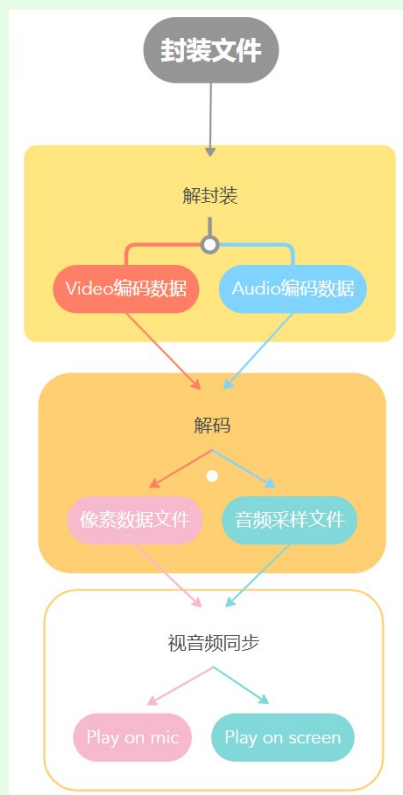 封装文件
解封装
Video编码数据
Audio编码数据
解码
像素数据文件
音频采样文件
视音频同步
Play on mic
Play on screen